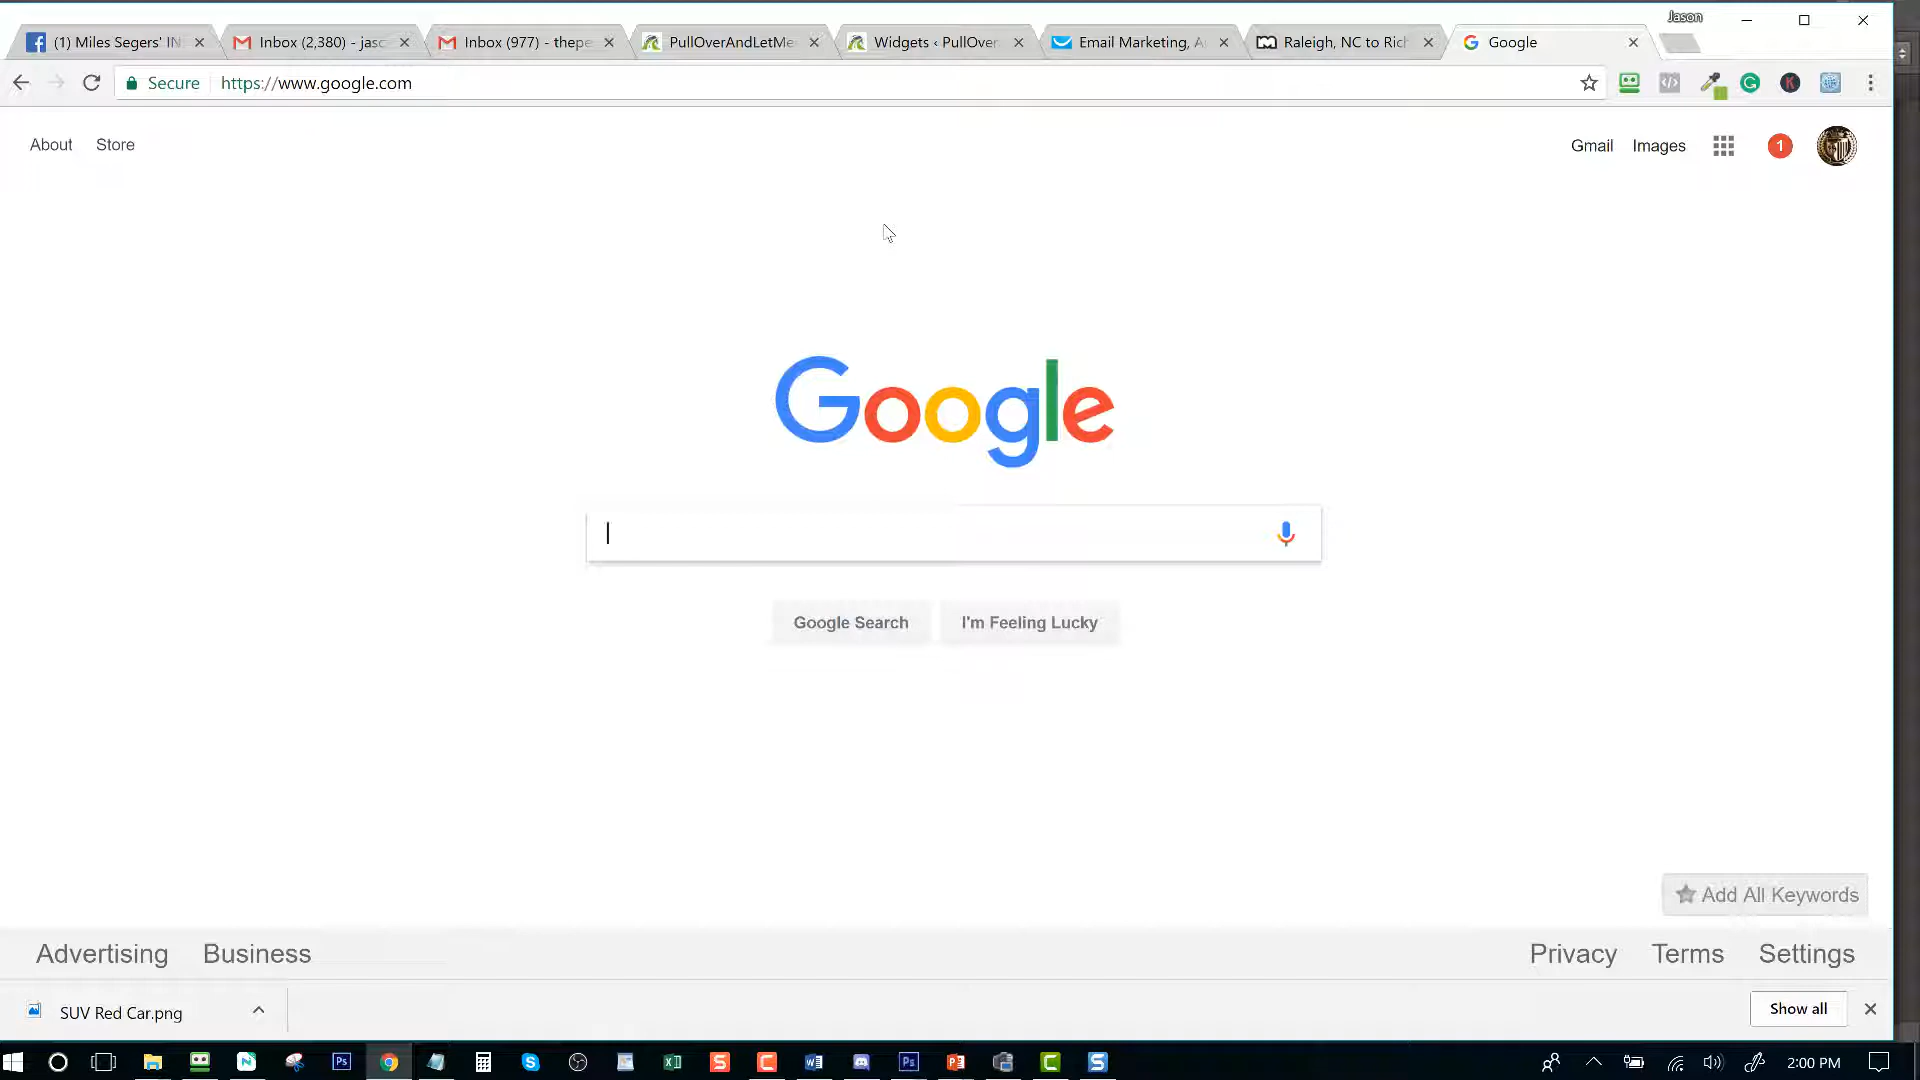 Jason
(1) Miles Segers' IN
Inbox (2,380) - jasc
Inbox (977) - thepe
PullOverAndLetMe
Widgets ‹ PullOver
Email Marketing, A
Raleigh, NC to Rich
Google
Secure https://www.google.com
About Store
Gmail Images 1
Google
Google Search I'm Feeling Lucky
Add All Keywords
Advertising Business Privacy Terms Settings
SUV Red Car.png
Show all
2:00 PM